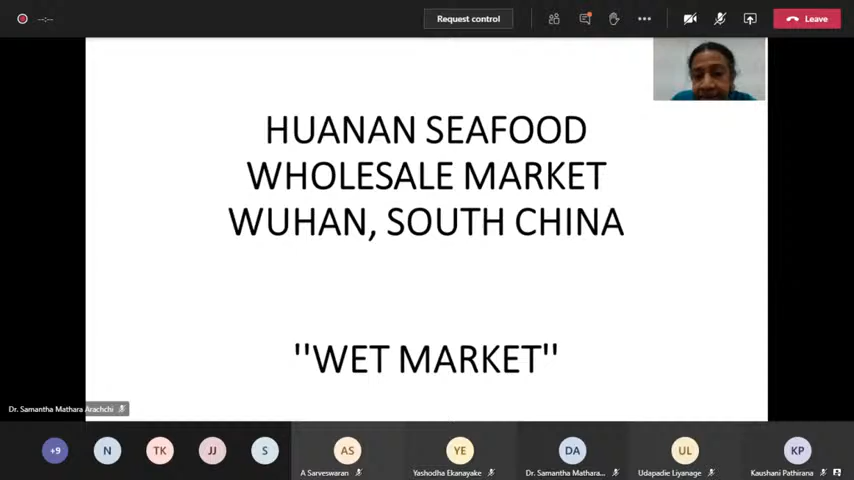 --:--
Request control
Leave
HUANAN SEAFOOD
WHOLESALE MARKET
WUHAN, SOUTH CHINA
"WET MARKET"
Dr. Samantha Mathara Arachchi
+9
N
TK
JJ
S
AS
YE
DA
UL
KP
A Sarveswaran
Yashodha Ekanayake
Dr. Samantha Mathara...
Udapadie Liyanage
Kaushani Pathirana